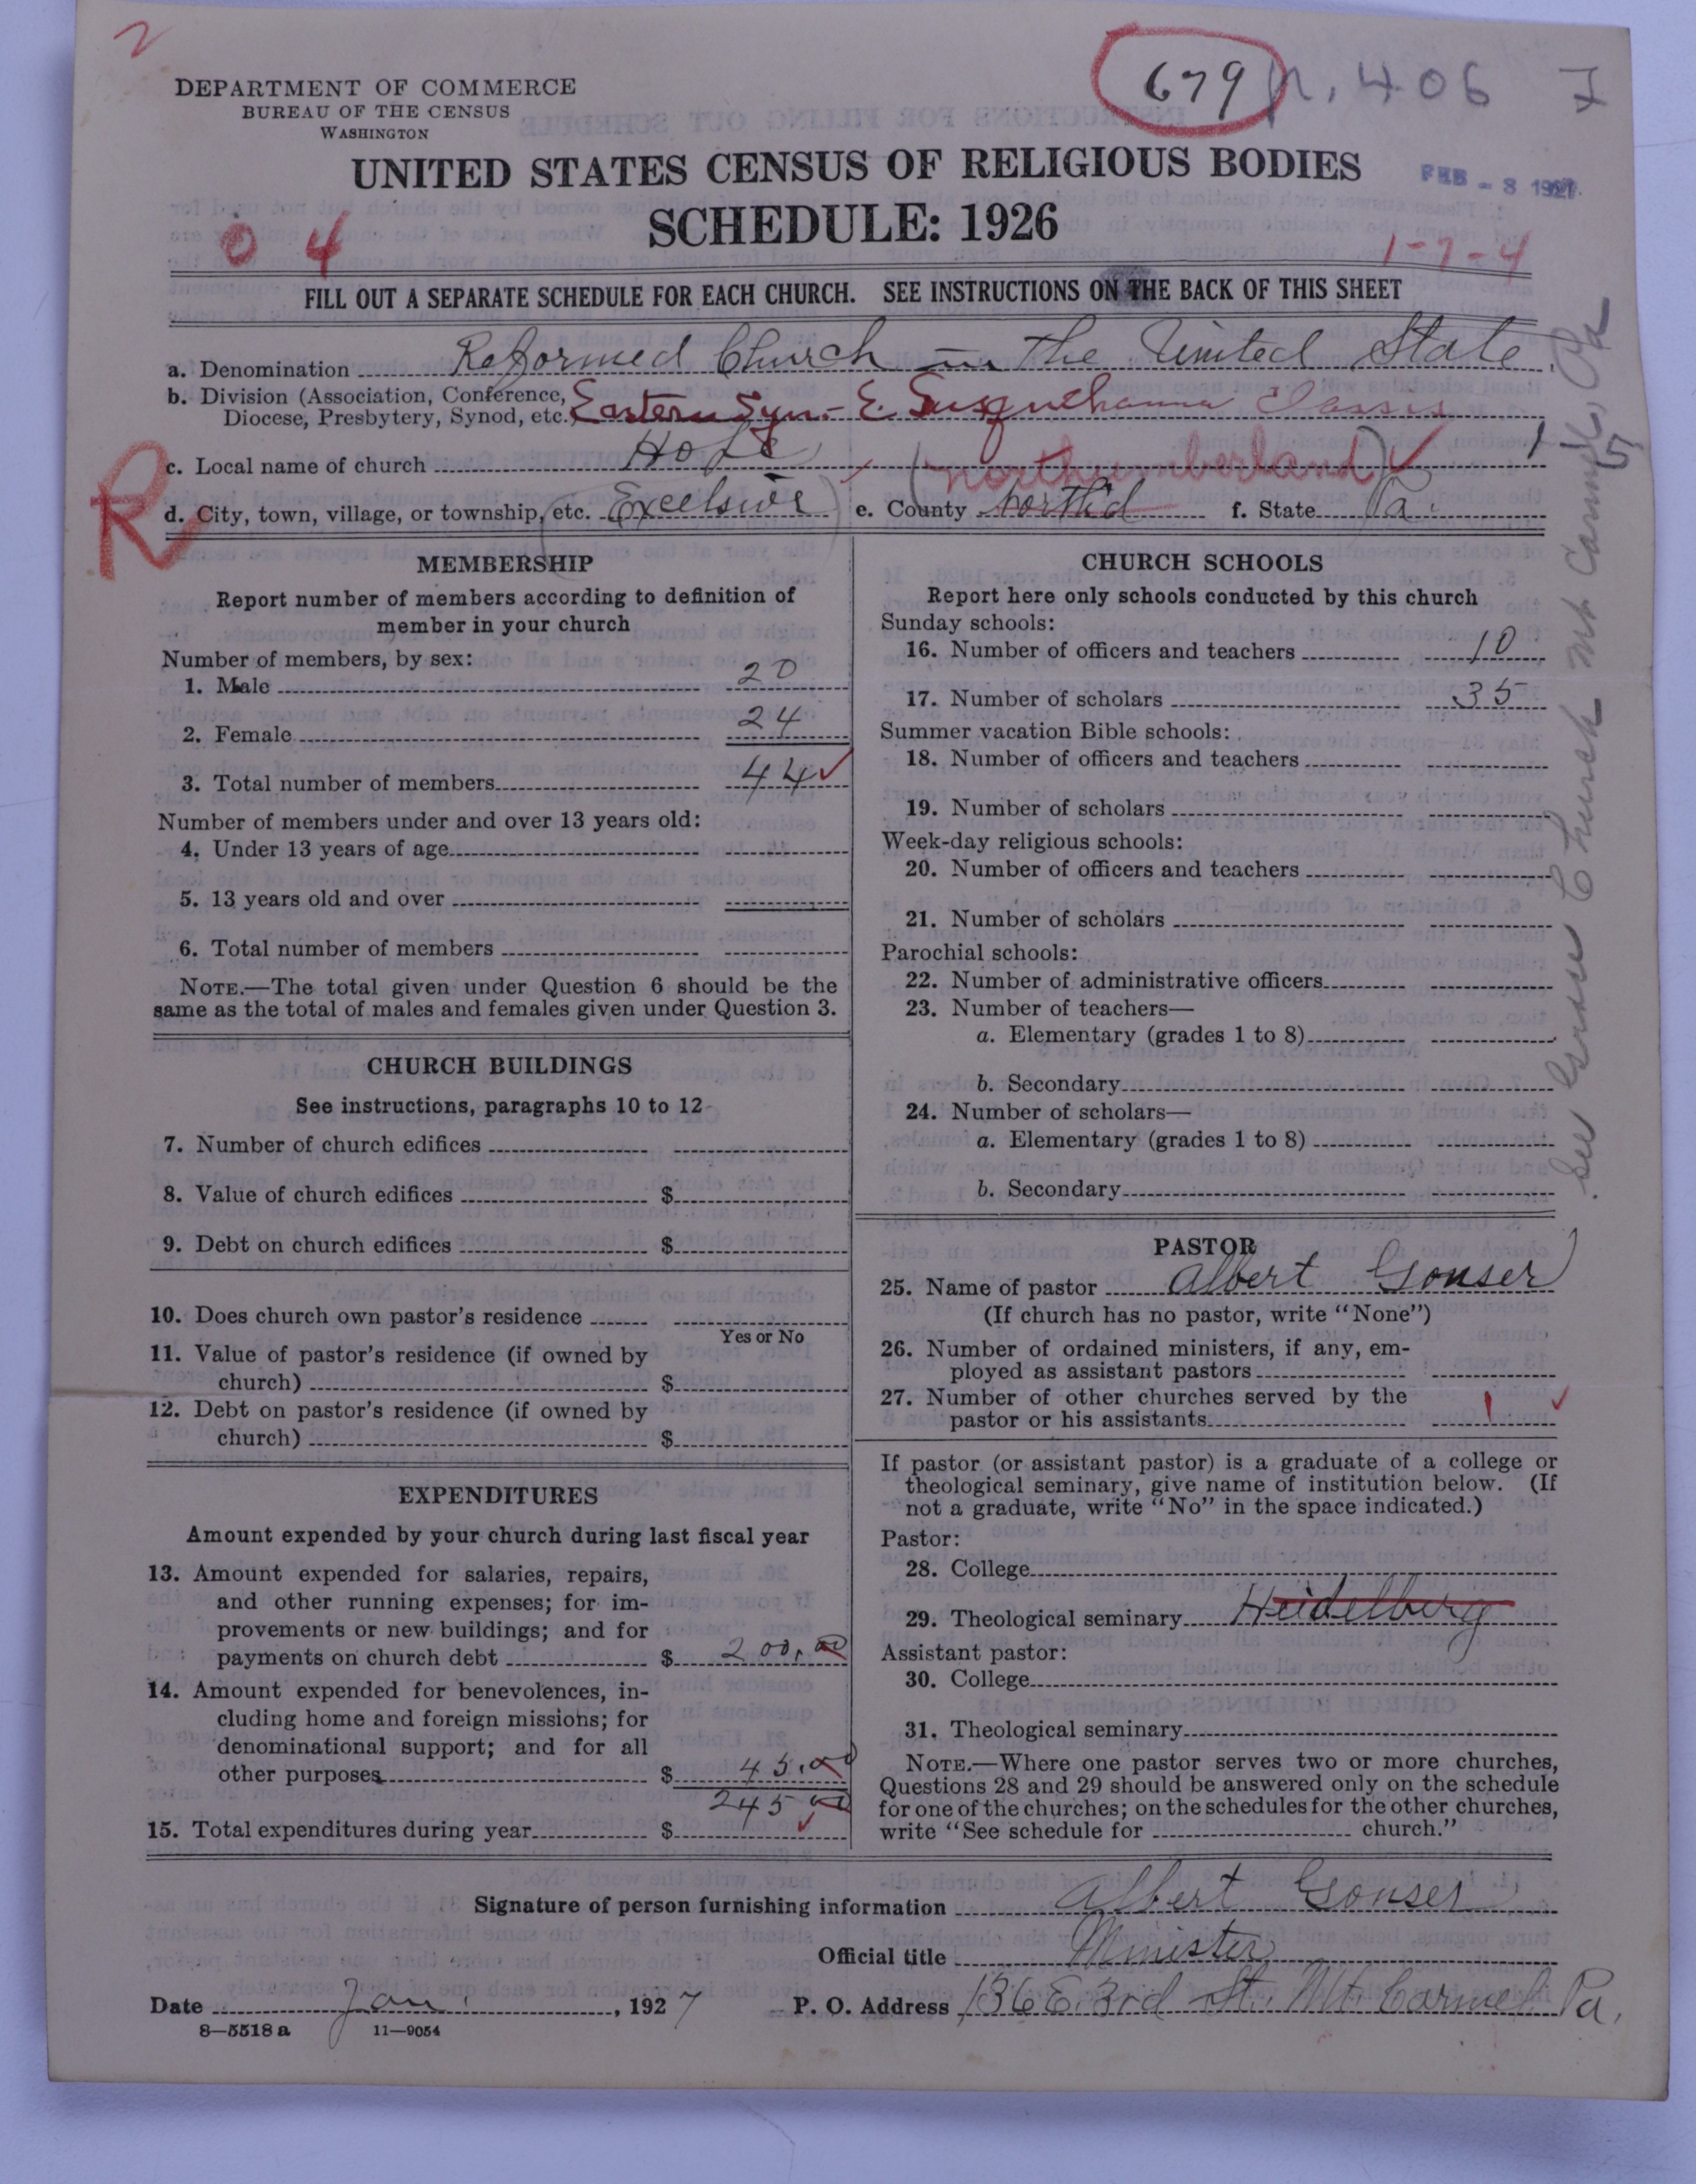 2
679 n. 406
DEPARTMENT OF COMMERCE
BUREAU OF THE CENSUS
WASHINGTON
UNITED STATES CENSUS OF RELIGIOUS BODIES
FEB - 8 1927
SCHEDULE: 1926
0 4
1-7-4
FILL OUT A SEPARATE SCHEDULE FOR EACH CHURCH. SEE INSTRUCTIONS ON THE BACK OF THIS SHEET
a. Denomination Reformed Church in the United State
b. Division (Association, Conference,
Diocese, Presbytery, Synod, etc.) Eastern Syn. - E. Susquehanna Classis
c. Local name of church Hope
(Northumberland)
R
d. City, town, village, or township, etc. Excelsior e. County North'd f. State Pa.
MEMBERSHIP
Report number of members according to definition of
member in your church
Number of members, by sex:
1. Male 20
2. Female 24
3. Total number of members 44
Number of members under and over 13 years old:
4. Under 13 years of age
5. 13 years old and over
6. Total number of members
NOTE.—The total given under Question 6 should be the
same as the total of males and females given under Question 3.
CHURCH BUILDINGS
See instructions, paragraphs 10 to 12
7. Number of church edifices
8. Value of church edifices $
9. Debt on church edifices $
10. Does church own pastor's residence
Yes or No
11. Value of pastor's residence (if owned by
church) $
12. Debt on pastor's residence (if owned by
church) $
EXPENDITURES
Amount expended by your church during last fiscal year
13. Amount expended for salaries, repairs,
and other running expenses; for im-
provements or new buildings; and for
payments on church debt $ 200.00
14. Amount expended for benevolences, in-
cluding home and foreign missions; for
denominational support; and for all
other purposes $ 45.00
15. Total expenditures during year $ 245 00
CHURCH SCHOOLS
Report here only schools conducted by this church
Sunday schools:
16. Number of officers and teachers 10
17. Number of scholars 35
Summer vacation Bible schools:
18. Number of officers and teachers
19. Number of scholars
Week-day religious schools:
20. Number of officers and teachers
21. Number of scholars
Parochial schools:
22. Number of administrative officers
23. Number of teachers—
a. Elementary (grades 1 to 8)
b. Secondary
24. Number of scholars—
a. Elementary (grades 1 to 8)
b. Secondary
PASTOR
25. Name of pastor Albert Gonser
(If church has no pastor, write "None")
26. Number of ordained ministers, if any, em-
ployed as assistant pastors
27. Number of other churches served by the
pastor or his assistants 1
If pastor (or assistant pastor) is a graduate of a college or
theological seminary, give name of institution below. (If
not a graduate, write "No" in the space indicated.)
Pastor:
28. College
29. Theological seminary Heidelburg
Assistant pastor:
30. College
31. Theological seminary
NOTE.—Where one pastor serves two or more churches,
Questions 28 and 29 should be answered only on the schedule
for one of the churches; on the schedules for the other churches,
write "See schedule for church."
See Grace Church Mt Carmel, Pa
Signature of person furnishing information Albert Gonser
Official title Minister
Date Jan. , 1927 P. O. Address 136 E. 3rd St. Mt. Carmel Pa.
8—5518 a 11—9054